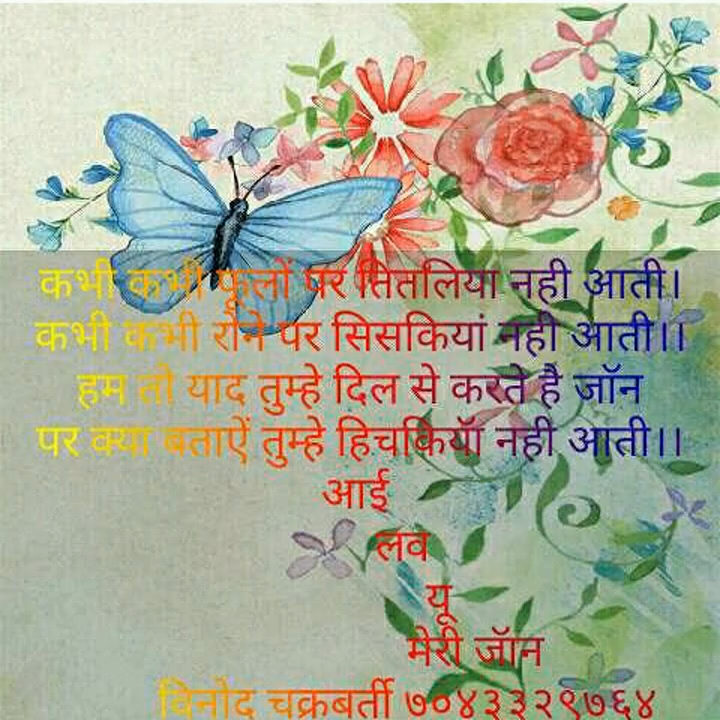 कभी कभी फूलों पर तितलिया नही आती।
कभी कभी रोने पर सिसकियां नही आती।।
हम तो याद तुम्हे दिल से करते है जॉन
पर क्या बताऐं तुम्हे हिचकियॉ नही आती।।
आई
लव
यू
मेरी जॉन
विनोद चक्रबर्ती ७०४३३२९७६४